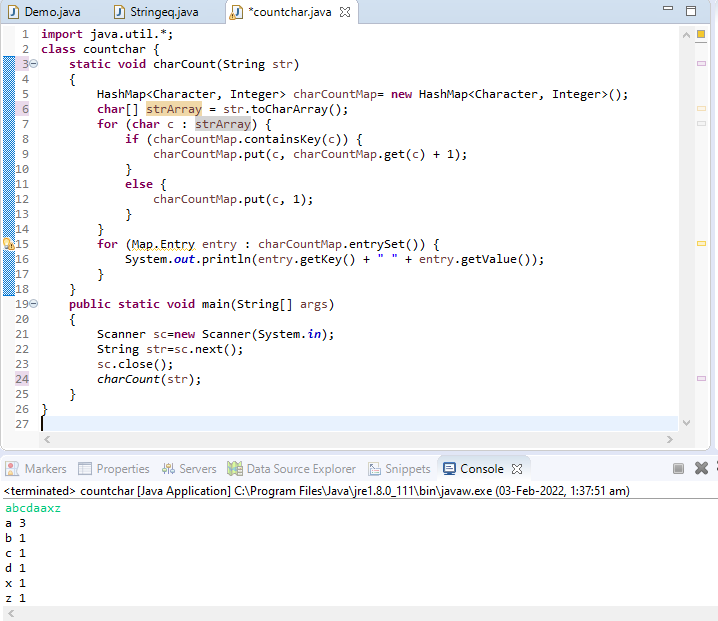 Demo.java Stringeq.java *countchar.java
1 import java.util.*;
2 class countchar {
3 static void charCount(String str)
4 {
5 HashMap<Character, Integer> charCountMap= new HashMap<Character, Integer>();
6 char[] strArray = str.toCharArray();
7 for (char c : strArray) {
8 if (charCountMap.containsKey(c)) {
9 charCountMap.put(c, charCountMap.get(c) + 1);
10 }
11 else {
12 charCountMap.put(c, 1);
13 }
14 }
15 for (Map.Entry entry : charCountMap.entrySet()) {
16 System.out.println(entry.getKey() + " " + entry.getValue());
17 }
18 }
19 public static void main(String[] args)
20 {
21 Scanner sc=new Scanner(System.in);
22 String str=sc.next();
23 sc.close();
24 charCount(str);
25 }
26 }
27
Markers Properties Servers Data Source Explorer Snippets Console
<terminated> countchar [Java Application] C:\Program Files\Java\jre1.8.0_111\bin\javaw.exe (03-Feb-2022, 1:37:51 am)
abcdaaxz
a 3
b 1
c 1
d 1
x 1
z 1